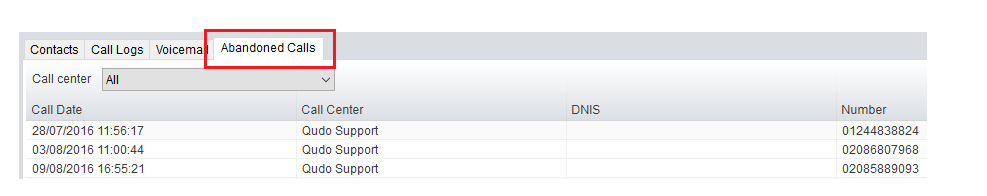 Contacts Call Logs Voicemail Abandoned Calls
Call center All
Call Date Call Center DNIS Number
28/07/2016 11:56:17 Qudo Support 01244838824
03/08/2016 11:00:44 Qudo Support 02086807968
09/08/2016 16:55:21 Qudo Support 02085889093